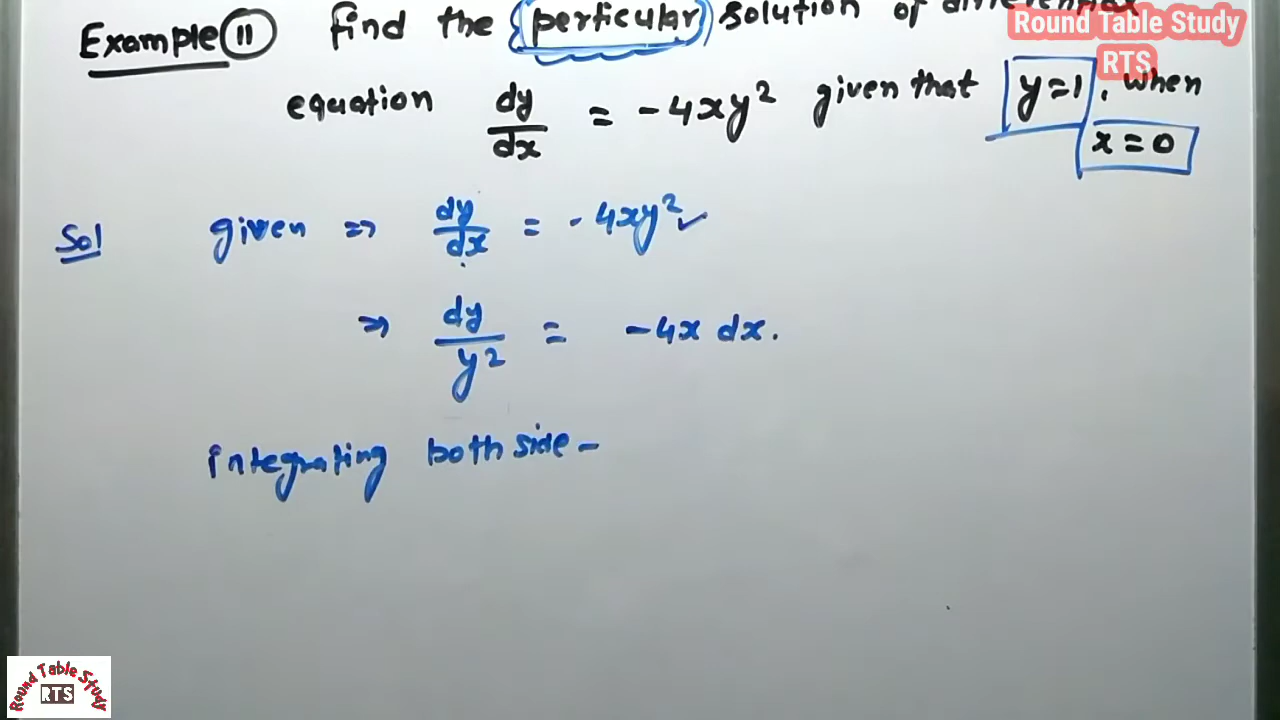 Example 11 find the {perticular} solution of differential
Round Table Study
RTS
equation dy/dx = -4xy² given that y=1, when
x=0
Sol given ⇒ dy/dx = -4xy² ✓
⇒ dy/y² = -4x dx.
integrating both side -
Round Table Study
RTS